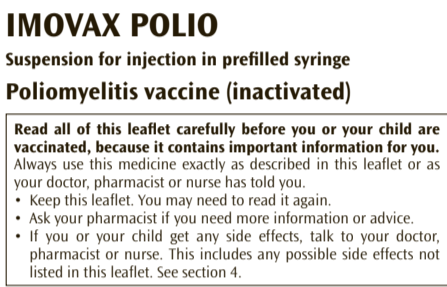 IMOVAX POLIO
Suspension for injection in prefilled syringe
Poliomyelitis vaccine (inactivated)
Read all of this leaflet carefully before you or your child are
vaccinated, because it contains important information for you.
Always use this medicine exactly as described in this leaflet or as
your doctor, pharmacist or nurse has told you.
• Keep this leaflet. You may need to read it again.
• Ask your pharmacist if you need more information or advice.
• If you or your child get any side effects, talk to your doctor,
pharmacist or nurse. This includes any possible side effects not
listed in this leaflet. See section 4.